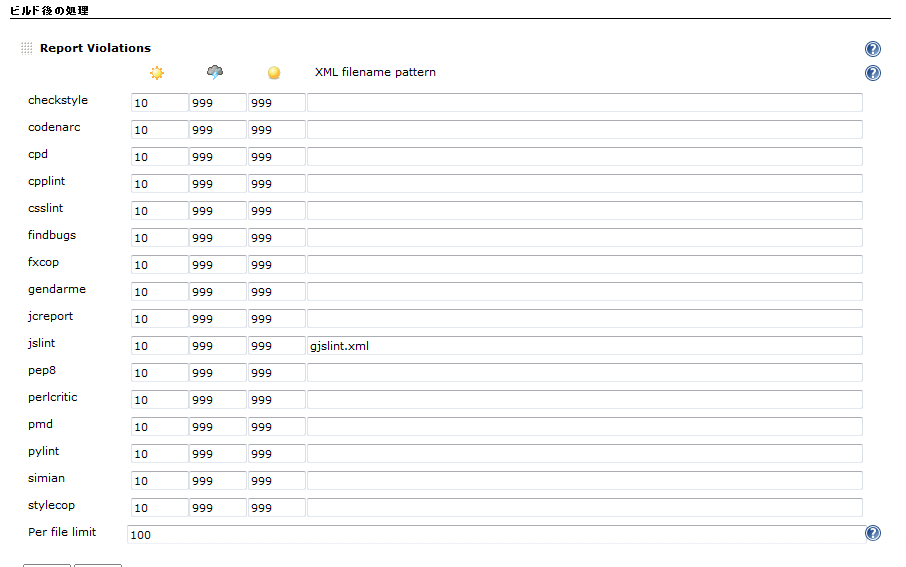 ビルド後の処理
Report Violations
XML filename pattern
checkstyle 10 999 999
codenarc 10 999 999
cpd 10 999 999
cpplint 10 999 999
csslint 10 999 999
findbugs 10 999 999
fxcop 10 999 999
gendarme 10 999 999
jcreport 10 999 999
jslint 10 999 999 gjslint.xml
pep8 10 999 999
perlcritic 10 999 999
pmd 10 999 999
pylint 10 999 999
simian 10 999 999
stylecop 10 999 999
Per file limit 100